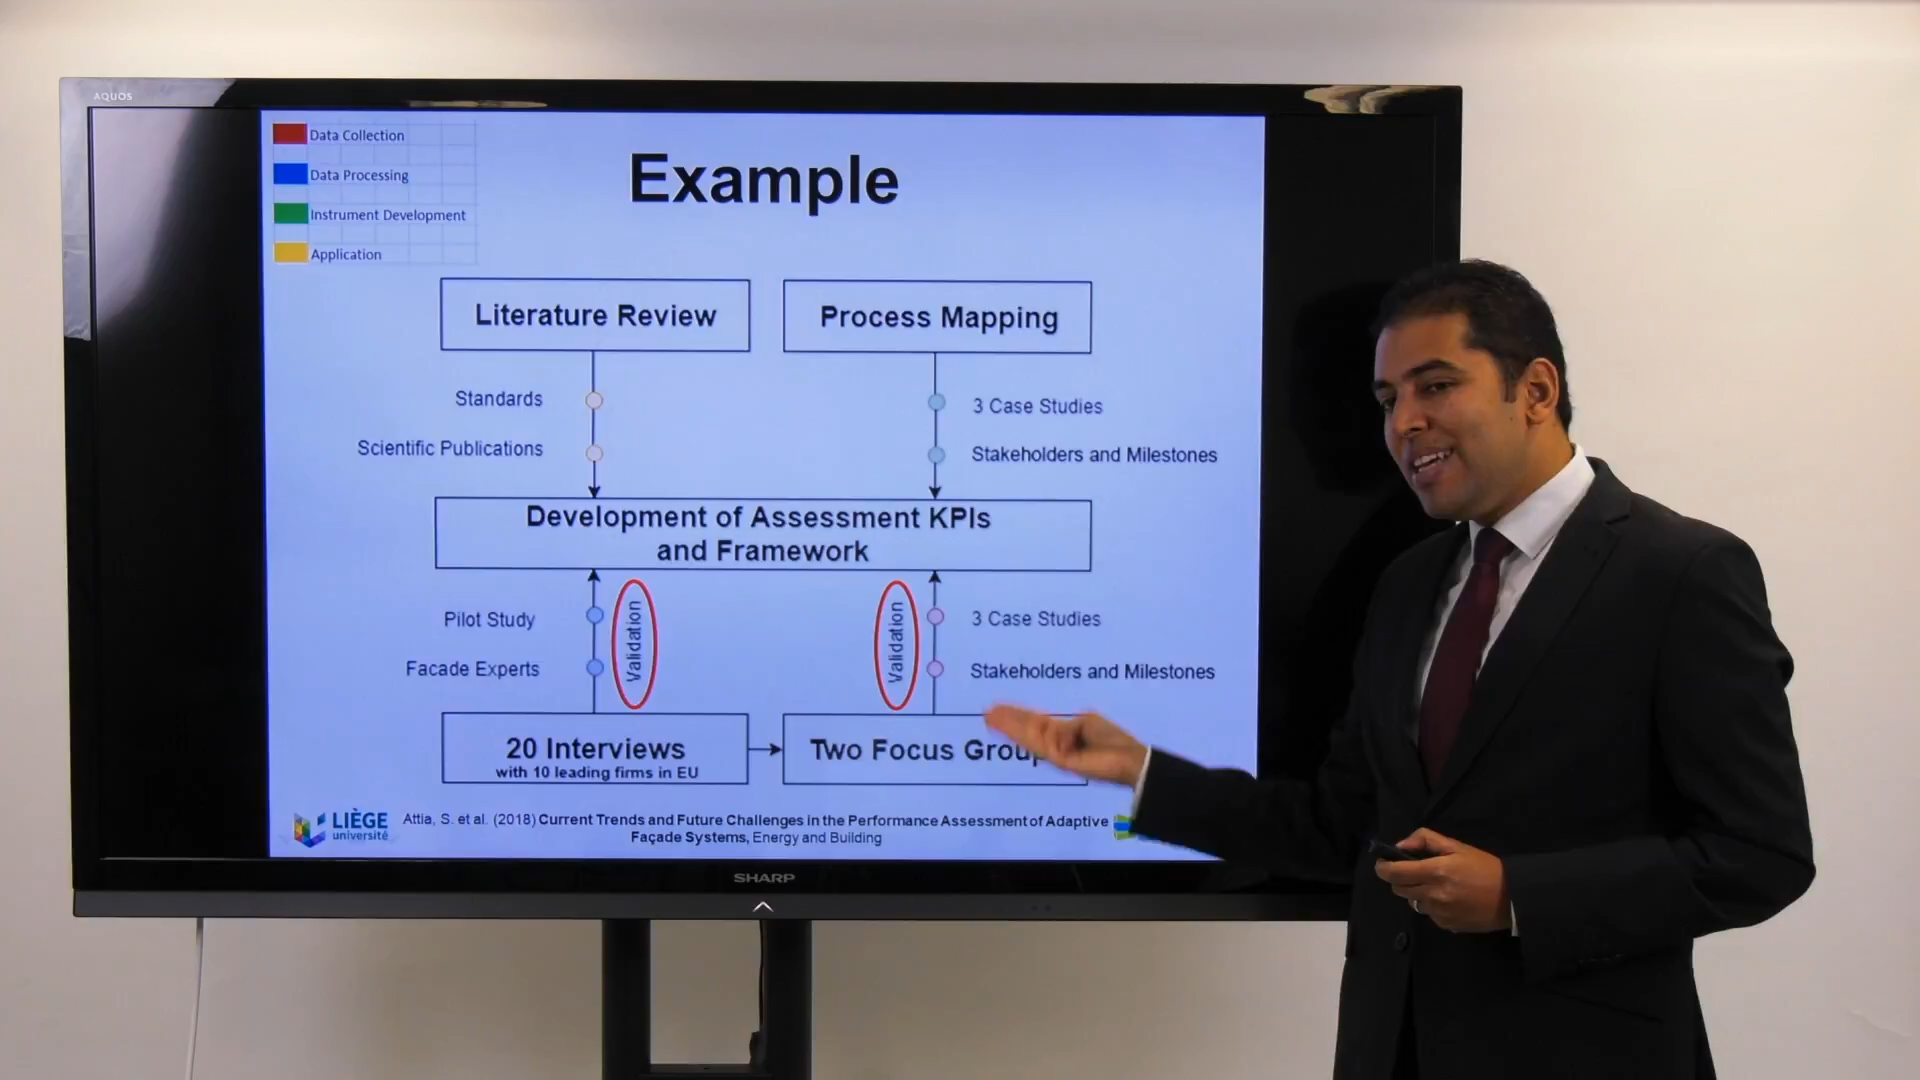 AQUOS
Data Collection
Data Processing
Instrument Development
Application
Example
Literature Review
Process Mapping
Standards
Scientific Publications
3 Case Studies
Stakeholders and Milestones
Development of Assessment KPIs
and Framework
Pilot Study
Facade Experts
Validation
Validation
3 Case Studies
Stakeholders and Milestones
20 Interviews
with 10 leading firms in EU
Two Focus
LIÈGE
université
Attia, S. et al. (2018) Current Trends and Future Challenges in the Performance Assessment of Adaptive
Façade Systems, Energy and Building
SHARP